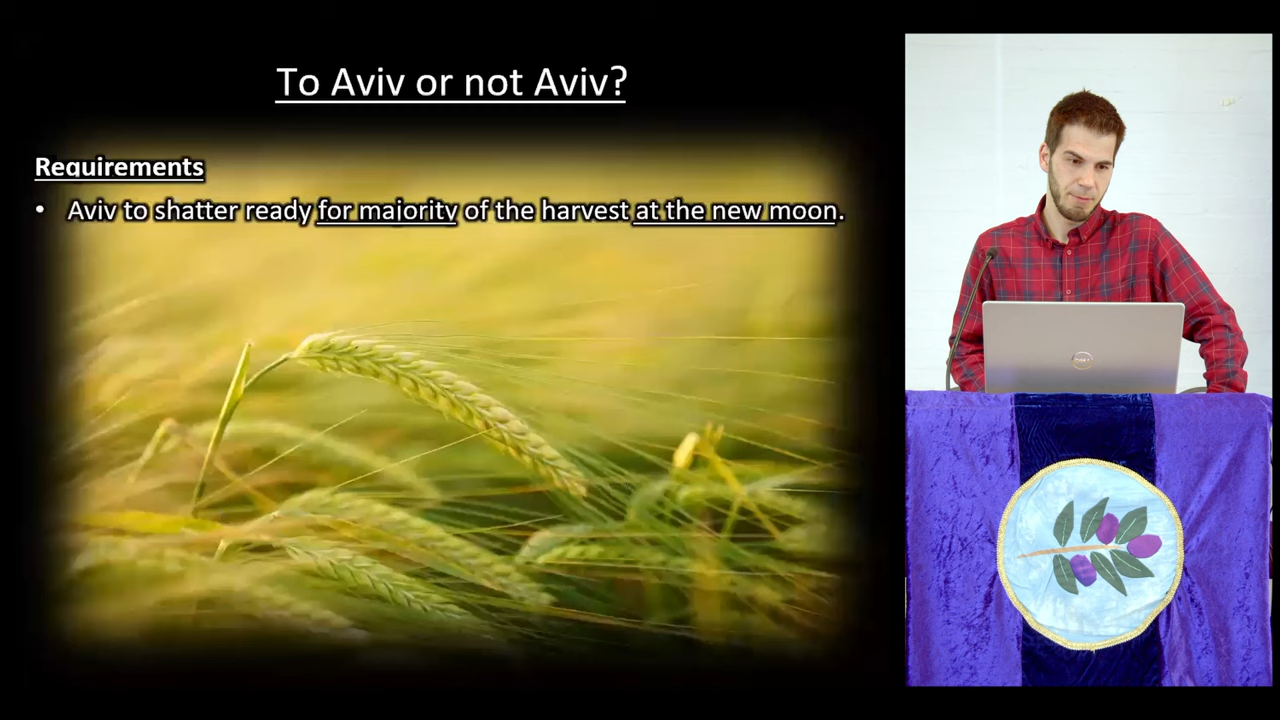 To Aviv or not Aviv?
Requirements
• Aviv to shatter ready for majority of the harvest at the new moon.